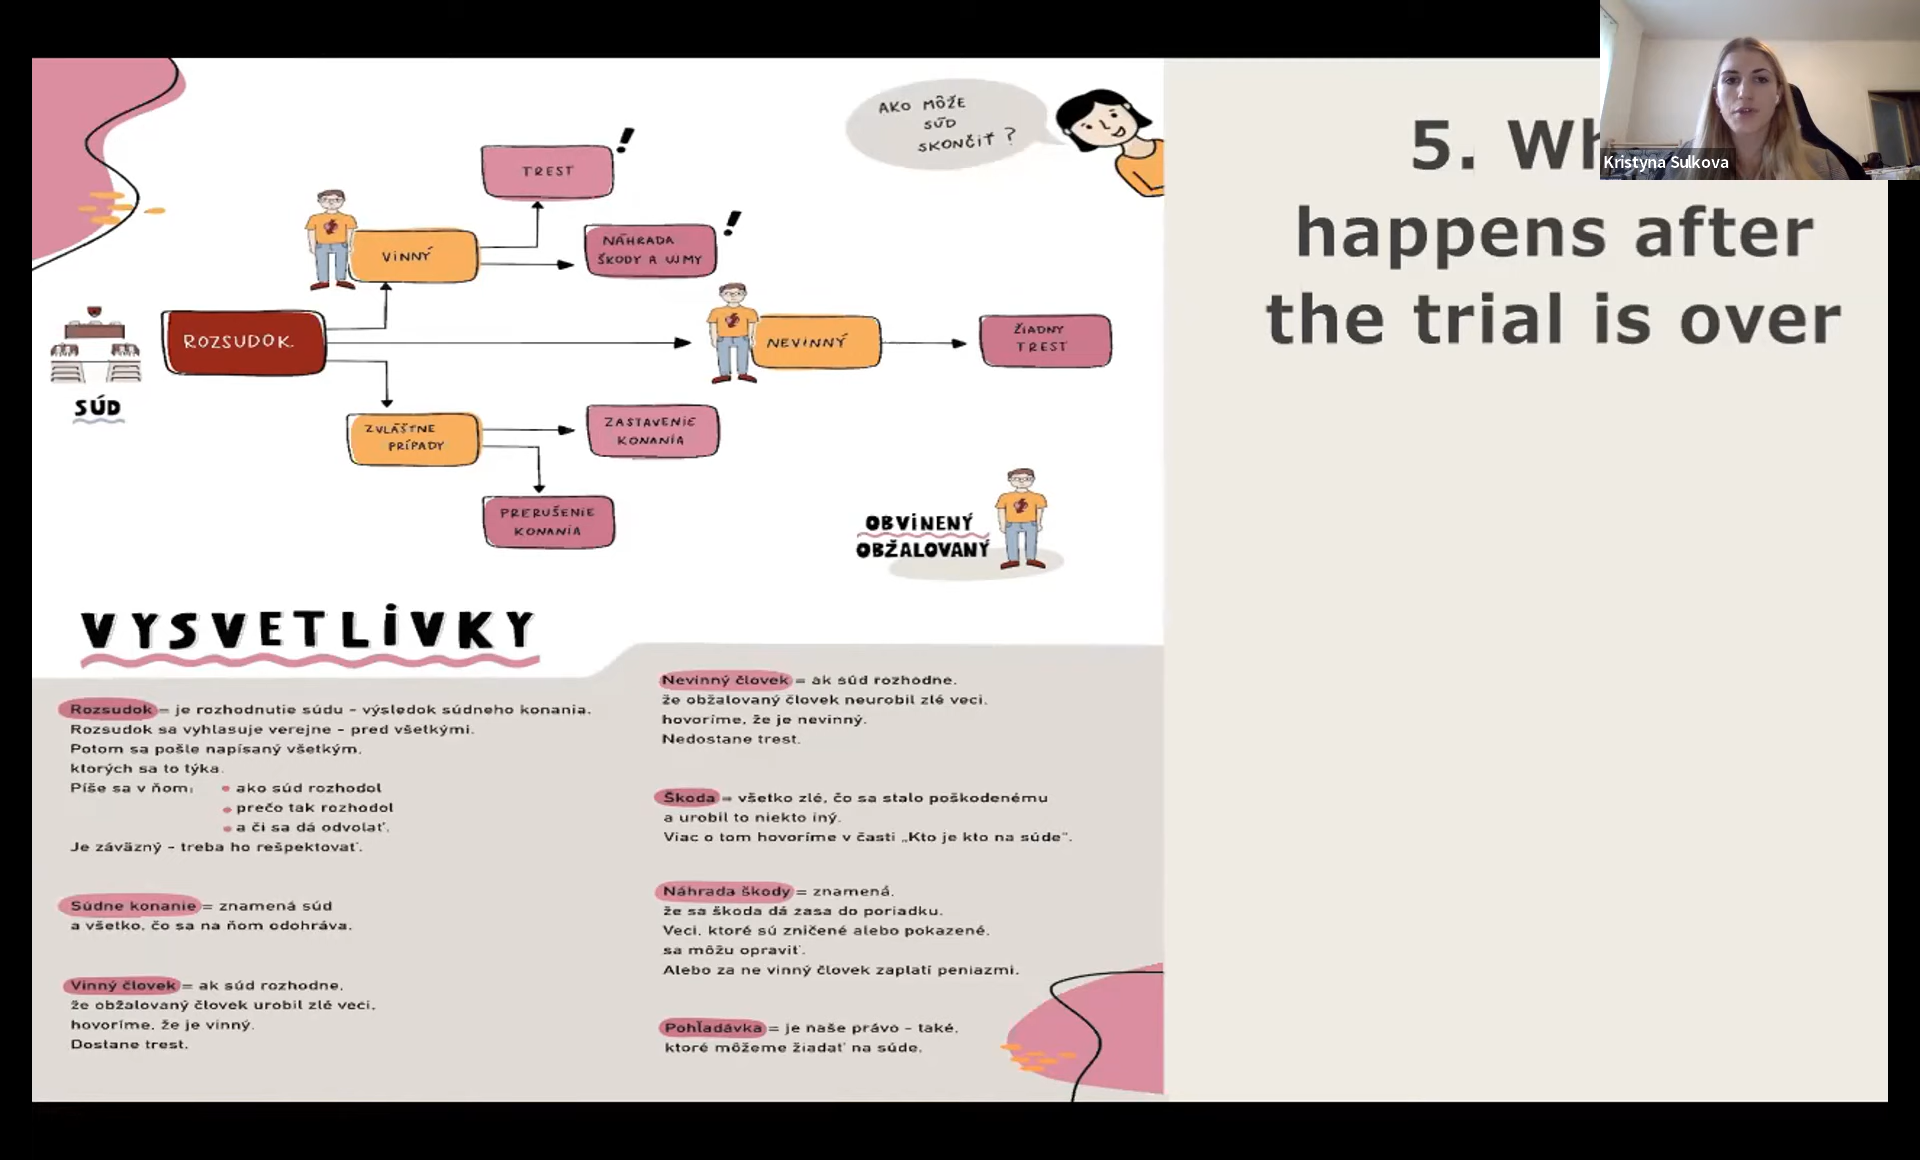 AKO MÔŽE
SÚD
SKONČIŤ?
TREST
VINNÝ
NÁHRADA
ŠKODY A UJMY
ROZSUDOK.
NEVINNÝ
ŽIADNY
TREST
SÚD
ZVLÁŠTNE
PRÍPADY
ZASTAVENIE
KONANIA
PRERUŠENIE
KONANIA
OBVINENÝ
OBŽALOVANÝ
VYSVETLIVKY
Rozsudok = je rozhodnutie súdu - výsledok súdneho konania.
Rozsudok sa vyhlasuje verejne - pred všetkými.
Potom sa pošle napísaný všetkým,
ktorých sa to týka.
Píše sa v ňom:
ako súd rozhodol
prečo tak rozhodol
a či sa dá odvolať.
Je záväzný - treba ho rešpektovať.
Súdne konanie = znamená súd
a všetko, čo sa na ňom odohráva.
Vinný človek = ak súd rozhodne,
že obžalovaný človek urobil zlé veci,
hovoríme, že je vinný.
Dostane trest.
Nevinný človek = ak súd rozhodne,
že obžalovaný človek neurobil zlé veci,
hovoríme, že je nevinný.
Nedostane trest.
Škoda = všetko zlé, čo sa stalo poškodenému
a urobil to niekto iný.
Viac o tom hovoríme v časti „Kto je kto na súde".
Náhrada škody = znamená,
že sa škoda dá zasa do poriadku.
Veci, ktoré sú zničené alebo pokazené,
sa môžu opraviť.
Alebo za ne vinný človek zaplatí peniazmi.
Pohľadávka = je naše právo - také,
ktoré môžeme žiadať na súde.
5. Wh
happens after
the trial is over
Kristyna Sulkova